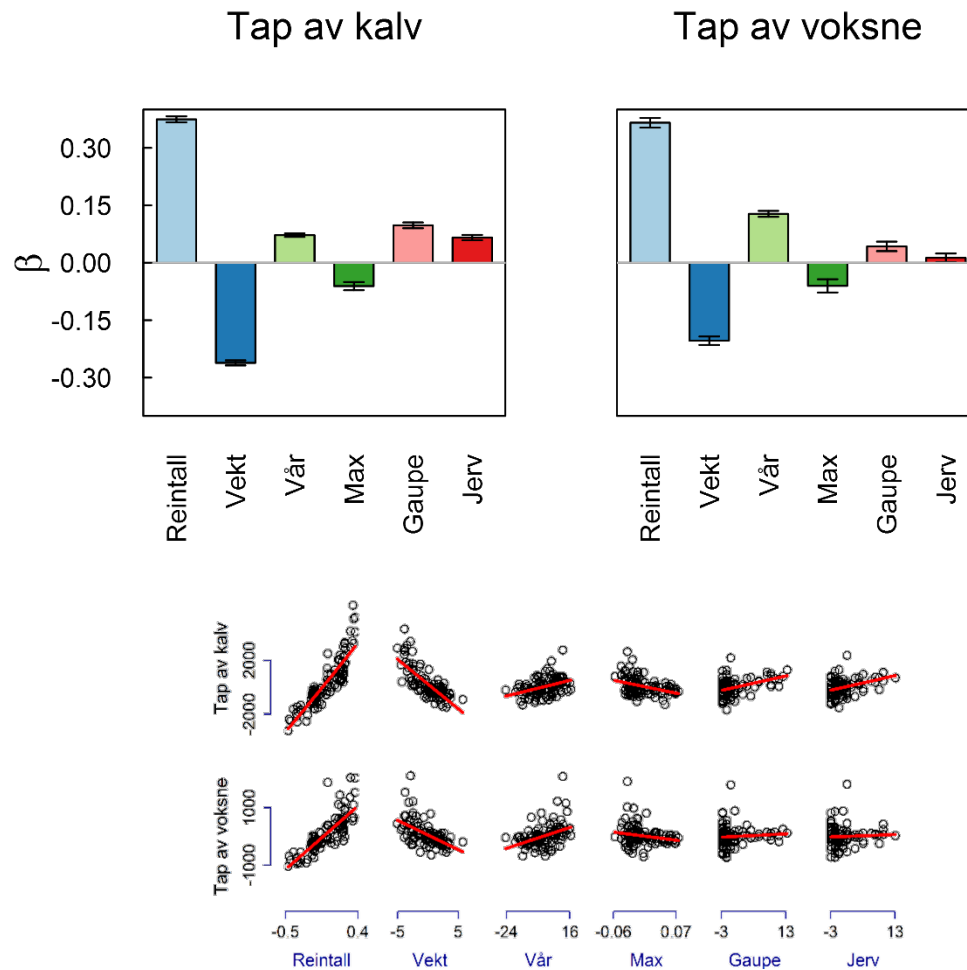 Tap av kalv
Tap av voksne
β
0.30
0.15
0.00
-0.15
-0.30
Reintall
Vekt
Vår
Max
Gaupe
Jerv
Reintall
Vekt
Vår
Max
Gaupe
Jerv
Tap av kalv
2000
-2000
Tap av voksne
1000
-1000
-0.5 0.4 -5 5 -24 16 -0.06 0.07 -3 13 -3 13
Reintall Vekt Vår Max Gaupe Jerv